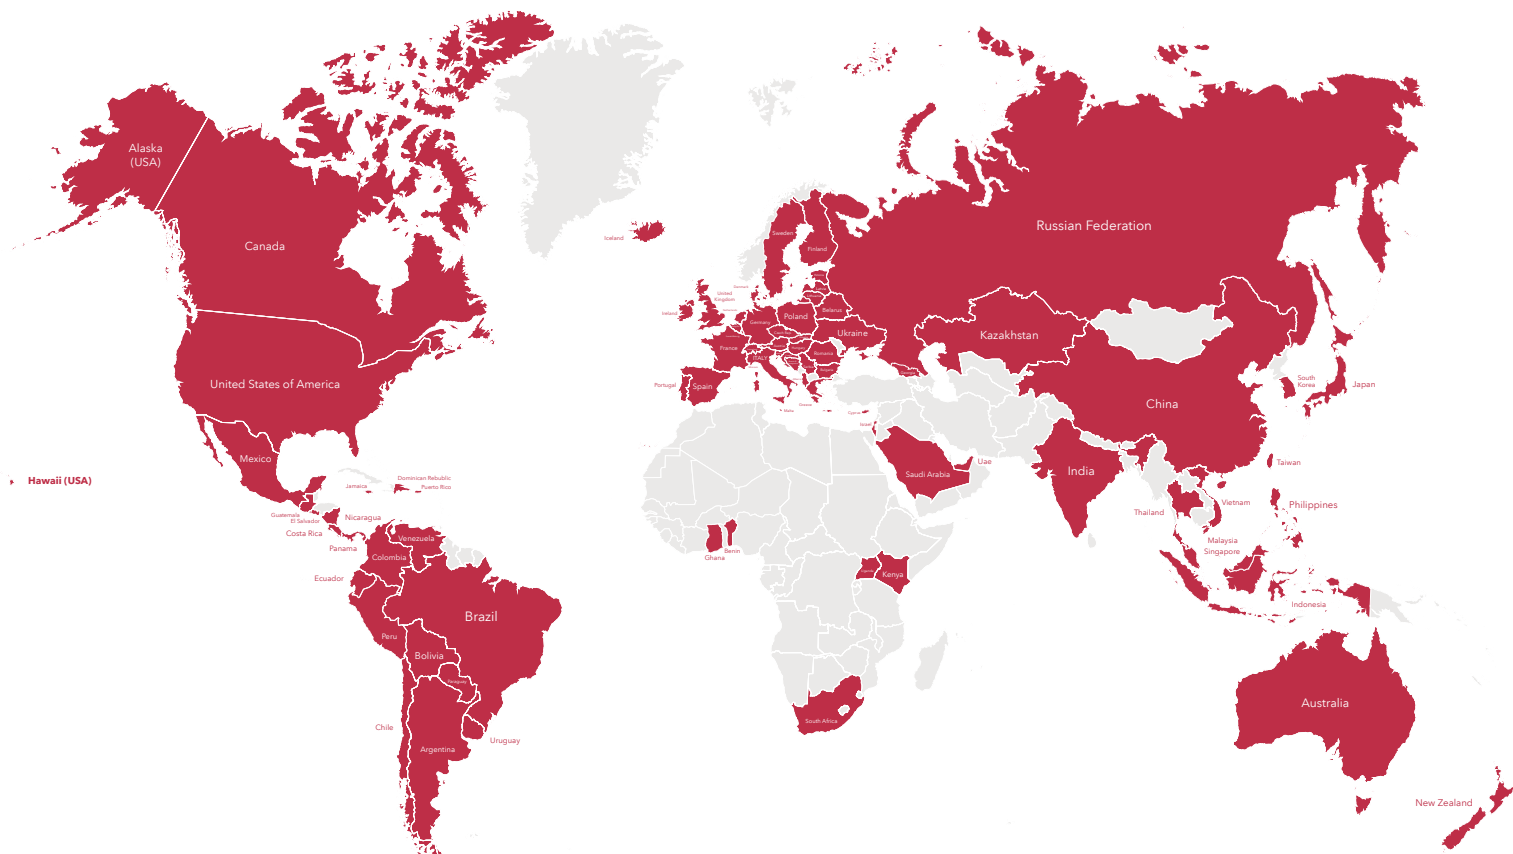 Alaska
(USA)
Canada
United States of America
Mexico
Hawaii (USA)
Jamaica
Dominican Rebublic
Puerto Rico
Guatemala
El Salvador
Nicaragua
Costa Rica
Panama
Venezuela
Colombia
Ecuador
Brazil
Peru
Bolivia
Paraguay
Chile
Argentina
Uruguay
Iceland
Sweden
Finland
United
Kingdom
Ireland
Germany
Poland
Belarus
Ukraine
France
ITALY
Romania
Portugal
Spain
Malta
Greece
Cyprus
Israel
Russian Federation
Kazakhstan
China
South
Korea
Japan
Saudi Arabia
Uae
India
Taiwan
Thailand
Vietnam
Philippines
Malaysia
Singapore
Indonesia
Ghana
Benin
Kenya
South Africa
Australia
New Zealand